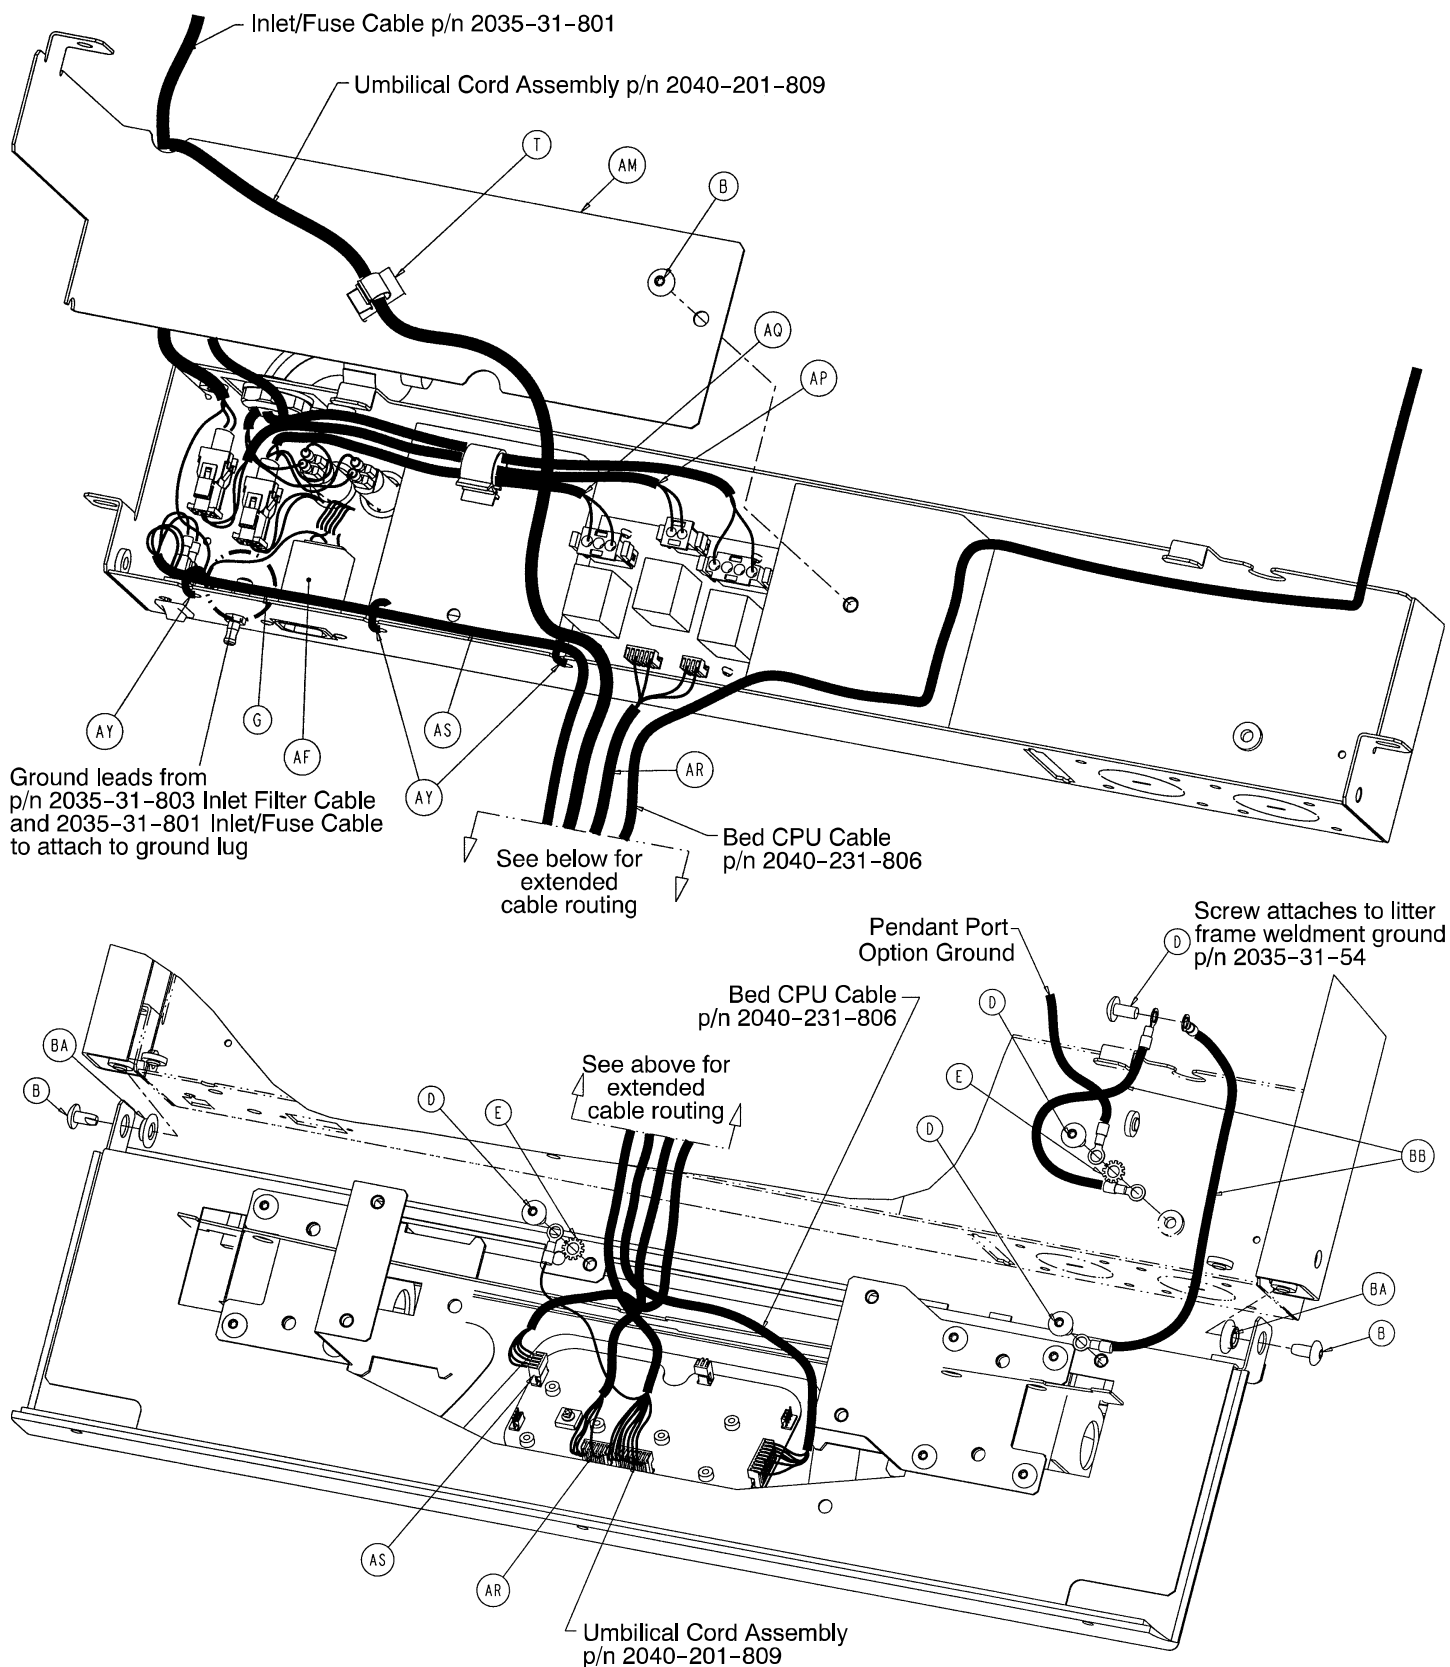 Inlet/Fuse Cable p/n 2035-31-801
Umbilical Cord Assembly p/n 2040-201-809
T
AM
B
AQ
AP
AY
G
AF
AS
AY
AR
Ground leads from
p/n 2035-31-803 Inlet Filter Cable
and 2035-31-801 Inlet/Fuse Cable
to attach to ground lug
See below for
extended
cable routing
Bed CPU Cable
p/n 2040-231-806
Pendant Port
Option Ground
D
Screw attaches to litter
frame weldment ground
p/n 2035-31-54
Bed CPU Cable
p/n 2040-231-806
D
BA
B
See above for
extended
cable routing
D
E
E
D
BB
D
D
BA
B
AS
AR
Umbilical Cord Assembly
p/n 2040-201-809